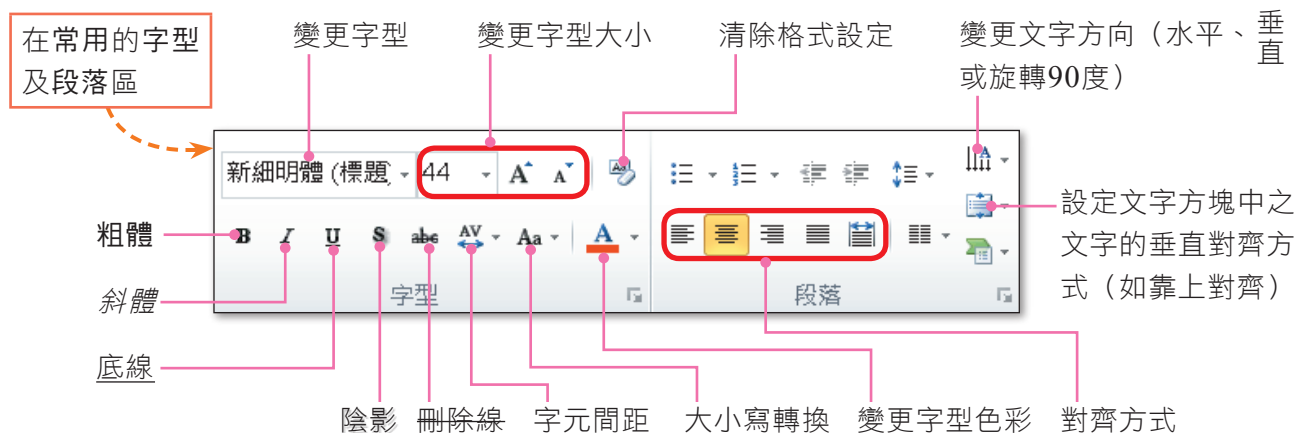 在常用的字型
及段落區
變更字型
變更字型大小
清除格式設定
變更文字方向（水平、垂直
或旋轉90度）
新細明體 (標題)
44
A A
Aa
A
粗體
B I U S abc AV Aa A
設定文字方塊中之
文字的垂直對齊方
式（如靠上對齊）
斜體
字型
段落
底線
陰影
刪除線
字元間距
大小寫轉換
變更字型色彩
對齊方式